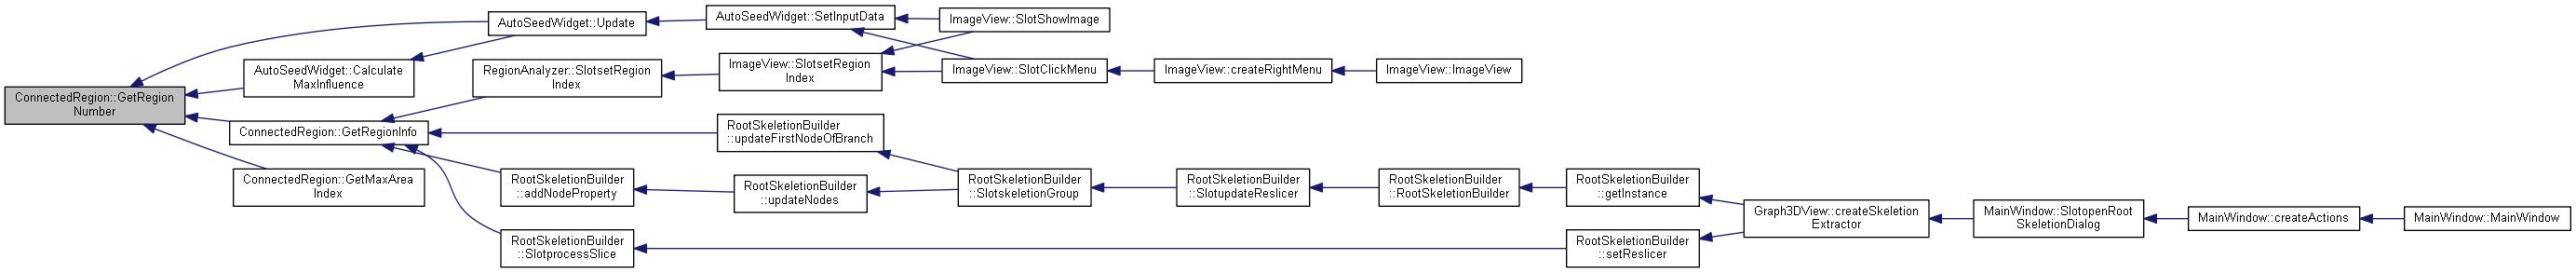 ConnectedRegion::GetRegion
Number
AutoSeedWidget::Update
AutoSeedWidget::SetInputData
ImageView::SlotShowImage
AutoSeedWidget::Calculate
MaxInfluence
RegionAnalyzer::SlotsetRegion
Index
ImageView::SlotsetRegion
Index
ImageView::SlotClickMenu
ImageView::createRightMenu
ImageView::ImageView
ConnectedRegion::GetRegionInfo
RootSkeletionBuilder
::updateFirstNodeOfBranch
ConnectedRegion::GetMaxArea
Index
RootSkeletionBuilder
::addNodeProperty
RootSkeletionBuilder
::updateNodes
RootSkeletionBuilder
::SlotskeletionGroup
RootSkeletionBuilder
::SlotupdateReslicer
RootSkeletionBuilder
::RootSkeletionBuilder
RootSkeletionBuilder
::getInstance
Graph3DView::createSkeletion
Extractor
MainWindow::SlotopenRoot
SkeletionDialog
MainWindow::createActions
MainWindow::MainWindow
RootSkeletionBuilder
::SlotprocessSlice
RootSkeletionBuilder
::setReslicer